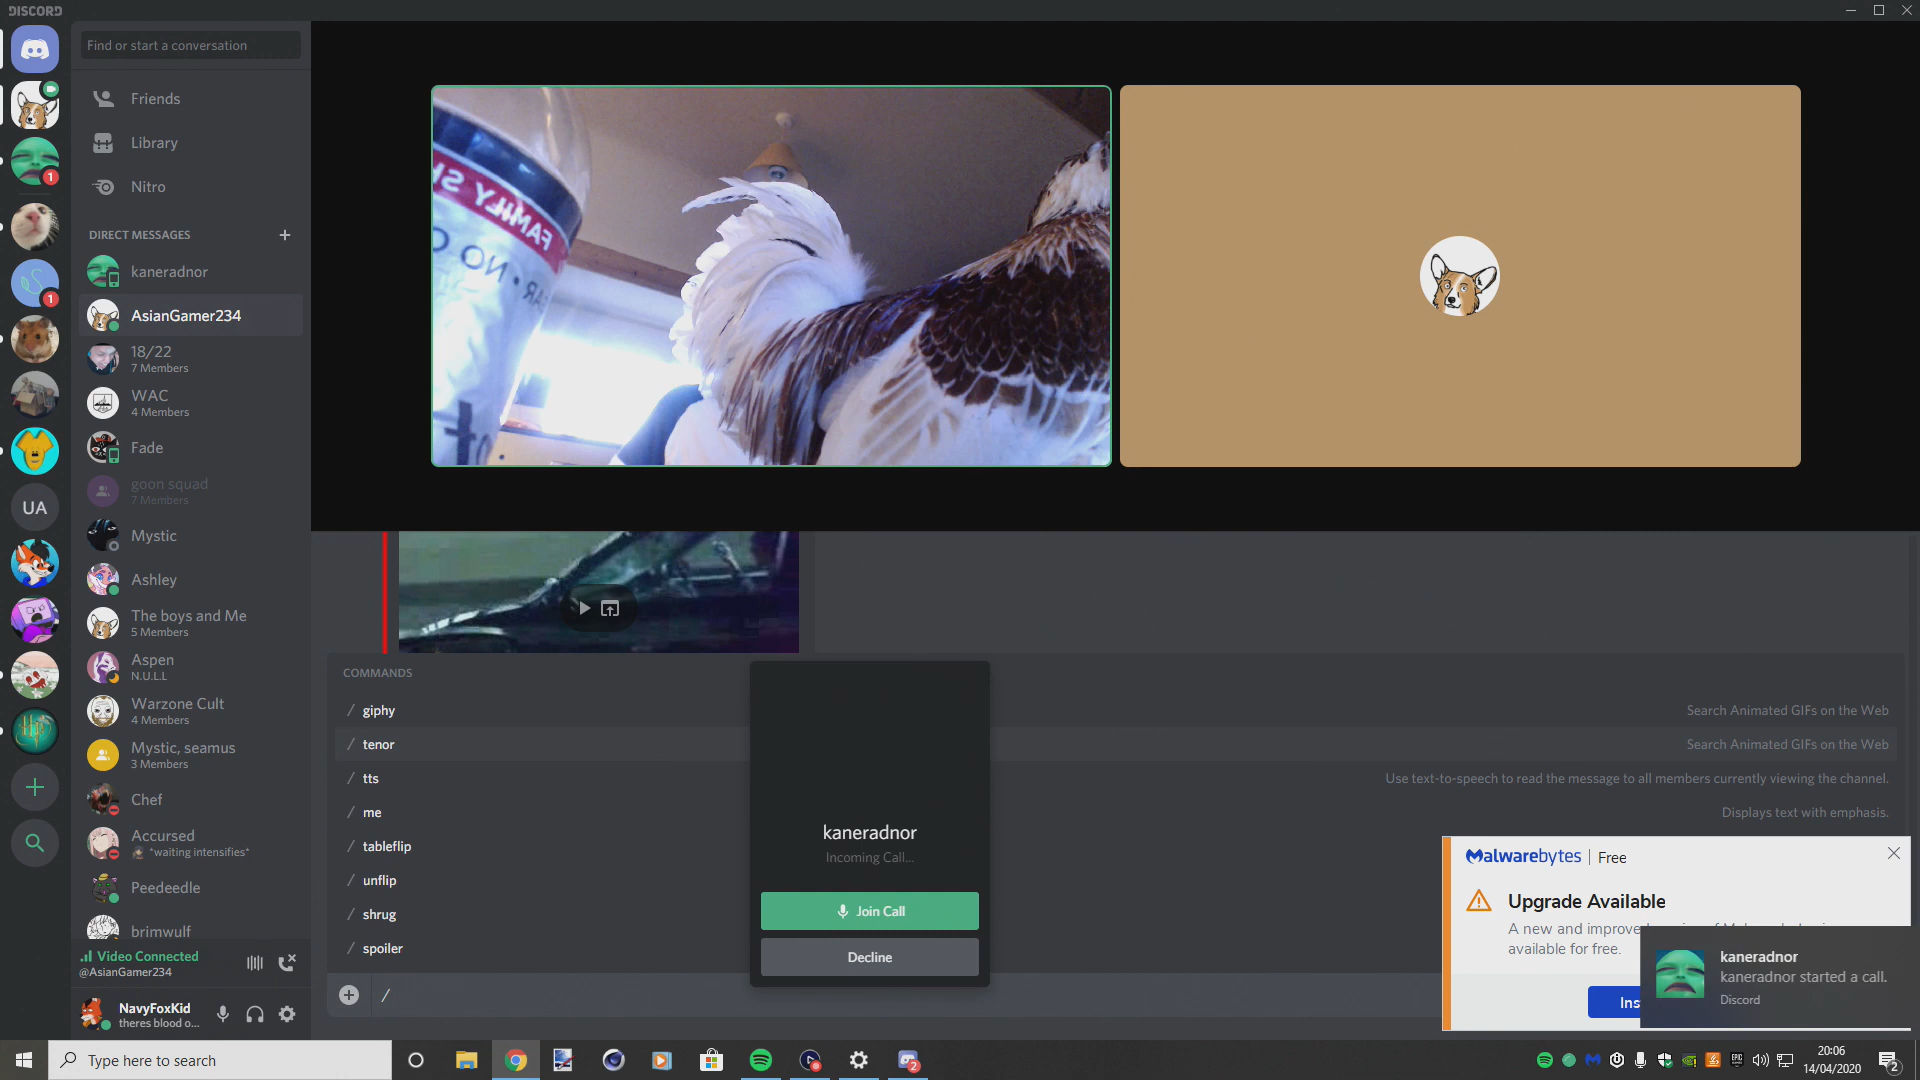 DISCORD
Find or start a conversation
Friends
Library
Nitro
DIRECT MESSAGES
kaneradnor
AsianGamer234
18/22
7 Members
WAC
4 Members
Fade
goon squad
7 Members
Mystic
Ashley
The boys and Me
5 Members
Aspen
N.U.L.L
Warzone Cult
4 Members
Mystic, seamus
3 Members
Chef
Accursed
*waiting intensifies*
Peedeedle
brimwulf
Video Connected
@AsianGamer234
NavyFoxKid
theres blood o...
1
1
UA
FAMILY
NO
COMMANDS
/ giphy
Search Animated GIFs on the Web
/ tenor
Search Animated GIFs on the Web
/ tts
Use text-to-speech to read the message to all members currently viewing the channel.
/ me
Displays text with emphasis.
/ tableflip
/ unflip
/ shrug
/ spoiler
/
kaneradnor
Incoming Call...
Join Call
Decline
Malwarebytes | Free
Upgrade Available
A new and improve
available for free.
Ins
kaneradnor
kaneradnor started a call.
Discord
Type here to search
2
20:06
14/04/2020
2